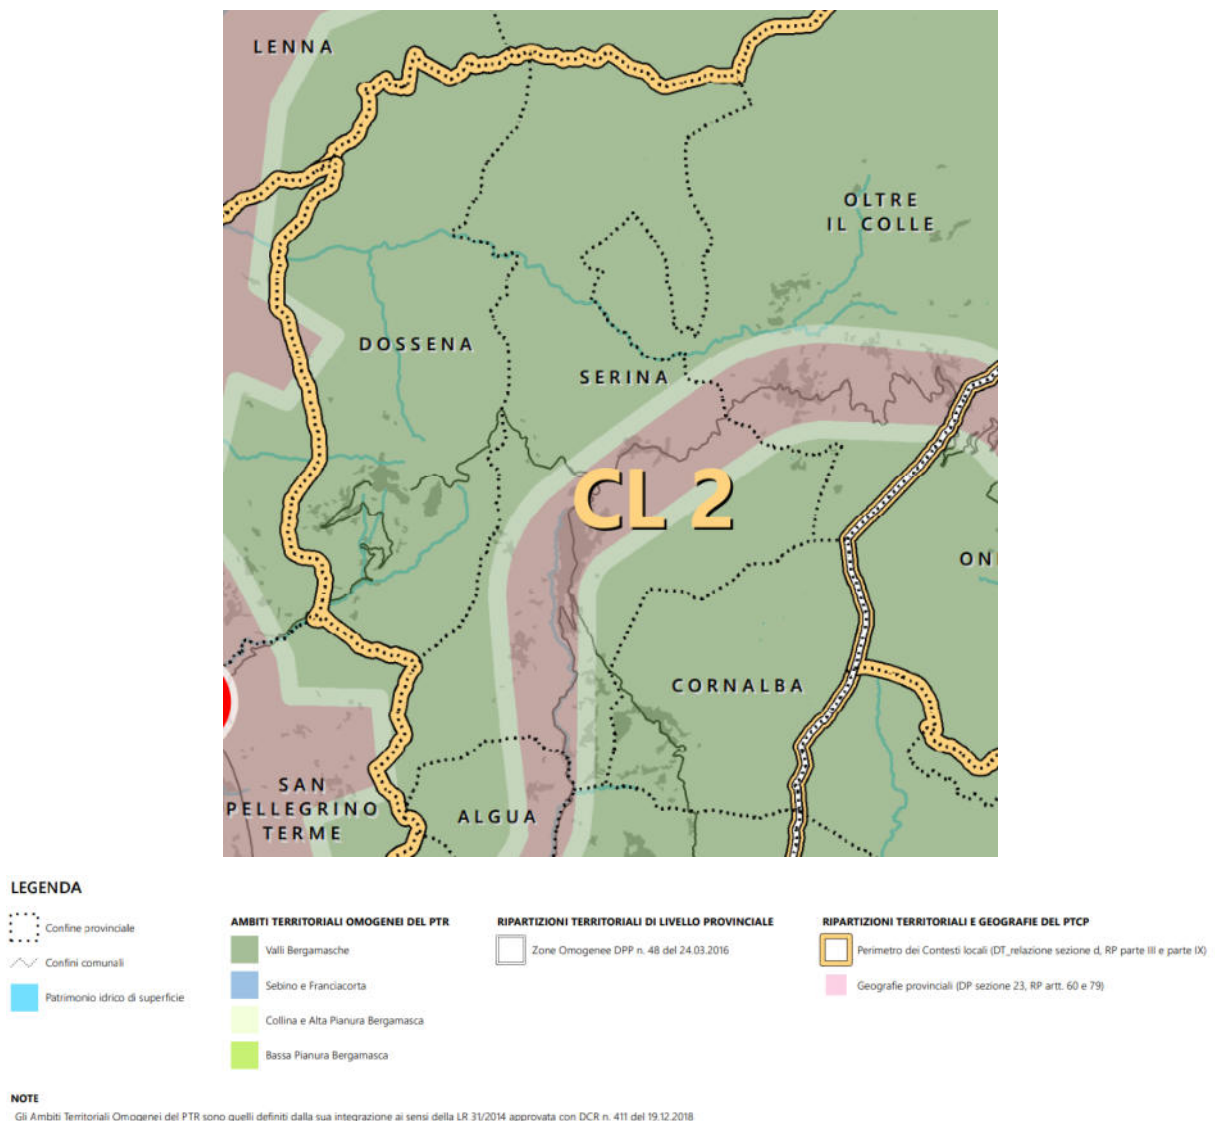 LENNA
OLTRE
IL COLLE
DOSSENA
SERINA
CL 2
ON
CORNALBA
SAN
PELLEGRINO
TERME
ALGUA
LEGENDA
Confine provinciale
Confini comunali
Patrimonio idrico di superficie
AMBITI TERRITORIALI OMOGENEI DEL PTR
Valli Bergamasche
Sebino e Franciacorta
Collina e Alta Pianura Bergamasca
Bassa Pianura Bergamasca
RIPARTIZIONI TERRITORIALI DI LIVELLO PROVINCIALE
Zone Omogenee DPP n. 48 del 24.03.2016
RIPARTIZIONI TERRITORIALI E GEOGRAFIE DEL PTCP
Perimetro dei Contesti locali (DT_relazione sezione d, RP parte III e parte IX)
Geografie provinciali (DP sezione 23, RP artt. 60 e 79)
NOTE
Gli Ambiti Territoriali Omogenei del PTR sono quelli definiti dalla sua integrazione ai sensi della LR 31/2014 approvata con DCR n. 411 del 19.12.2018